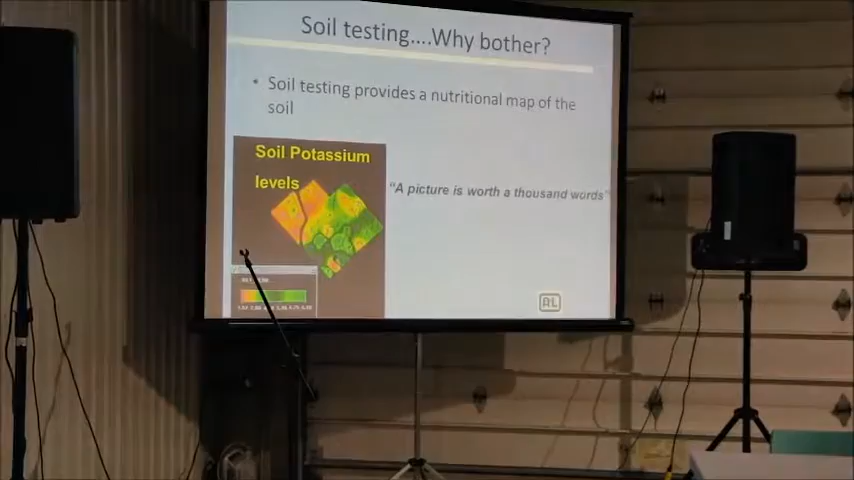 Soil testing....Why bother?
• Soil testing provides a nutritional map of the
soil
Soil Potassium
levels
"A picture is worth a thousand words"
AL